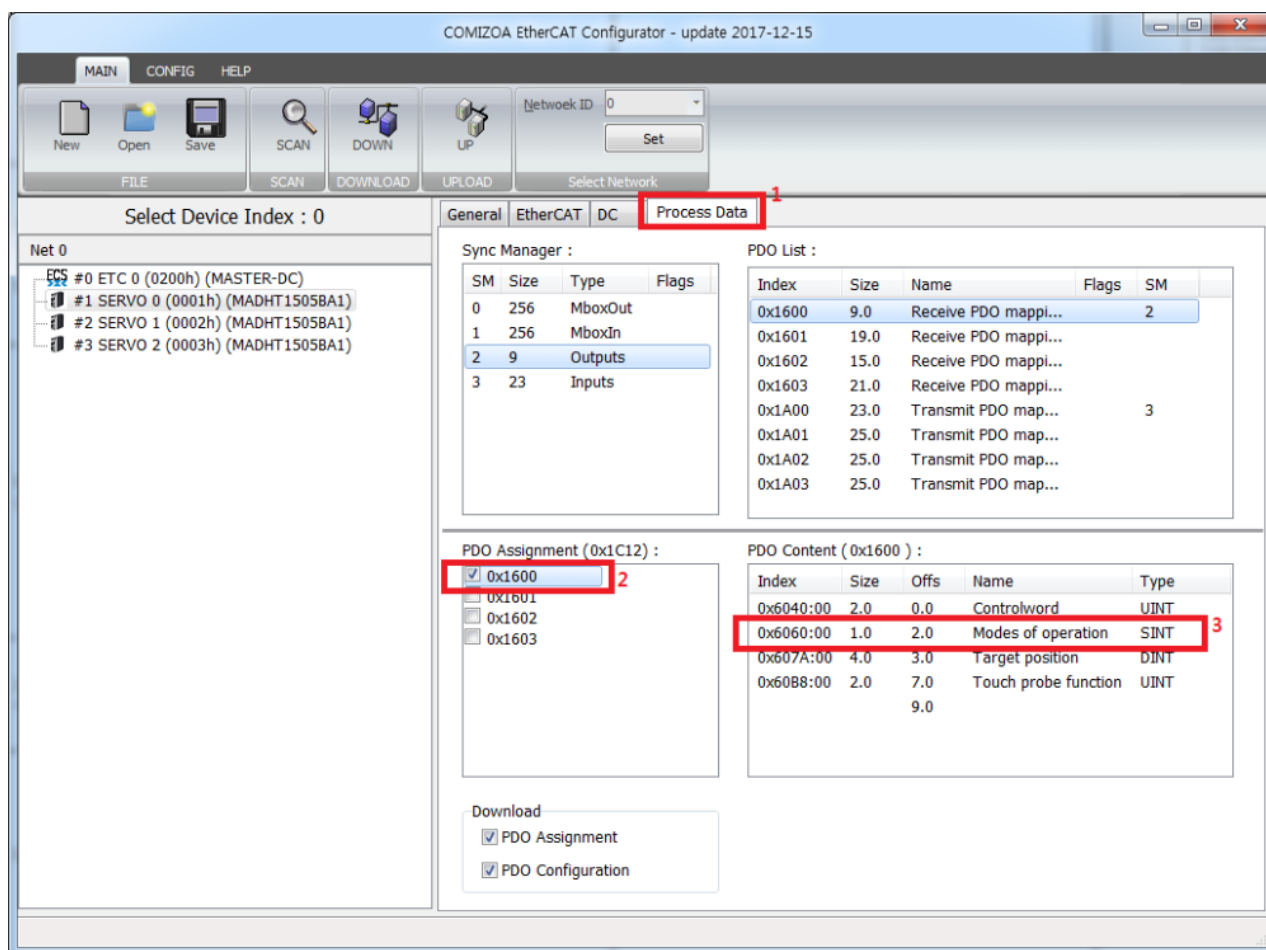 COMIZOA EtherCAT Configurator - update 2017-12-15
MAIN CONFIG HELP
New Open Save SCAN DOWN UP Netwoek ID 0
Set
FILE SCAN DOWNLOAD UPLOAD Select Network
1
Select Device Index : 0
General EtherCAT DC Process Data
Net 0
#0 ETC 0 (0200h) (MASTER-DC)
#1 SERVO 0 (0001h) (MADHT1505BA1)
#2 SERVO 1 (0002h) (MADHT1505BA1)
#3 SERVO 2 (0003h) (MADHT1505BA1)
Sync Manager :
SM Size Type Flags
0 256 MboxOut
1 256 MboxIn
2 9 Outputs
3 23 Inputs
PDO List :
Index Size Name Flags SM
0x1600 9.0 Receive PDO mappi... 2
0x1601 19.0 Receive PDO mappi...
0x1602 15.0 Receive PDO mappi...
0x1603 21.0 Receive PDO mappi...
0x1A00 23.0 Transmit PDO map... 3
0x1A01 25.0 Transmit PDO map...
0x1A02 25.0 Transmit PDO map...
0x1A03 25.0 Transmit PDO map...
PDO Assignment (0x1C12) :
0x1600 2
0x1601
0x1602
0x1603
PDO Content ( 0x1600 ) :
Index Size Offs Name Type
0x6040:00 2.0 0.0 Controlword UINT
0x6060:00 1.0 2.0 Modes of operation SINT 3
0x607A:00 4.0 3.0 Target position DINT
0x60B8:00 2.0 7.0 Touch probe function UINT
9.0
Download
PDO Assignment
PDO Configuration